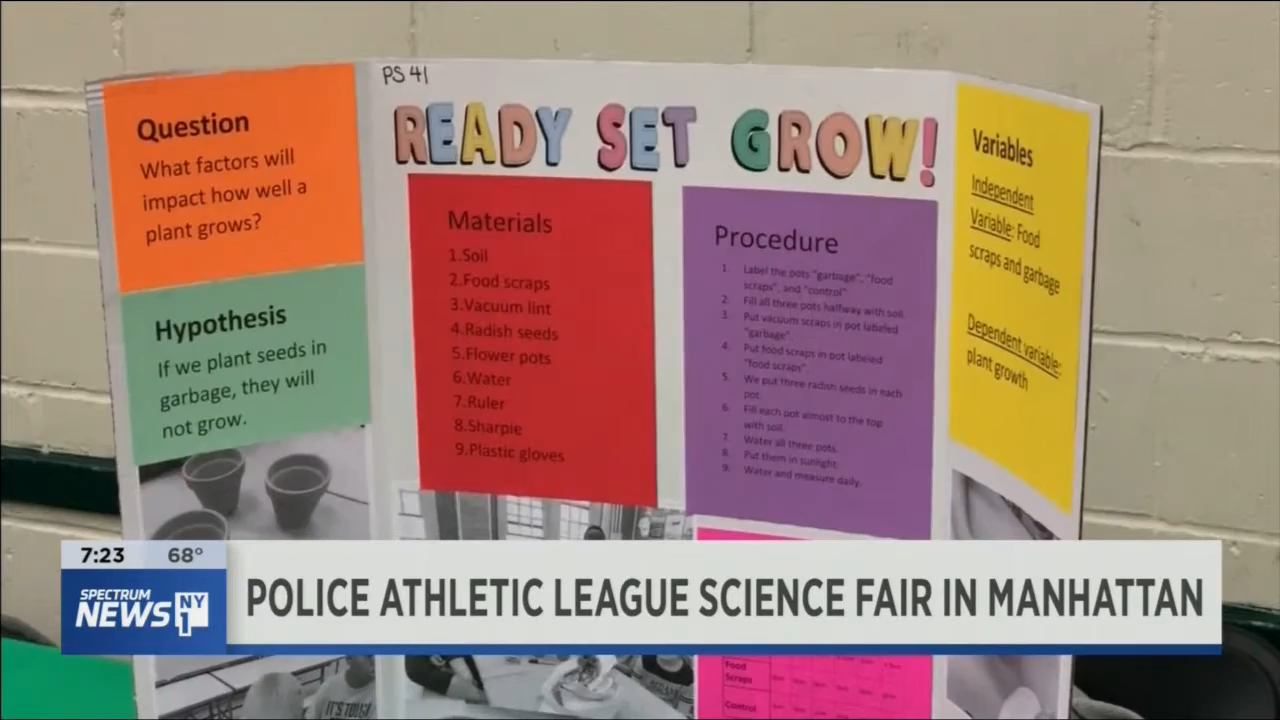 PS 41
READY SET GROW!
Question
What factors will
impact how well a
plant grows?
Hypothesis
If we plant seeds in
garbage, they will
not grow.
Materials
1.Soil
2.Food scraps
3.Vacuum lint
4.Radish seeds
5.Flower pots
6.Water
7.Ruler
8.Sharpie
9.Plastic gloves
Procedure
1. Label the pots "garbage", "food
scraps", and "control"
2. Fill all three pots halfway with soil.
3. Put vacuum scraps in pot labeled
"garbage".
4. Put food scraps in pot labeled
"food scraps".
5. We put three radish seeds in each
pot.
6. Fill each pot almost to the top
with soil.
7. Water all three pots.
8. Put them in sunlight.
9. Water and measure daily.
Variables
Independent
Variable: Food
scraps and garbage
Dependent variable:
plant growth
7:23 68°
SPECTRUM
NEWS NY 1
POLICE ATHLETIC LEAGUE SCIENCE FAIR IN MANHATTAN
Food
Scraps
Control